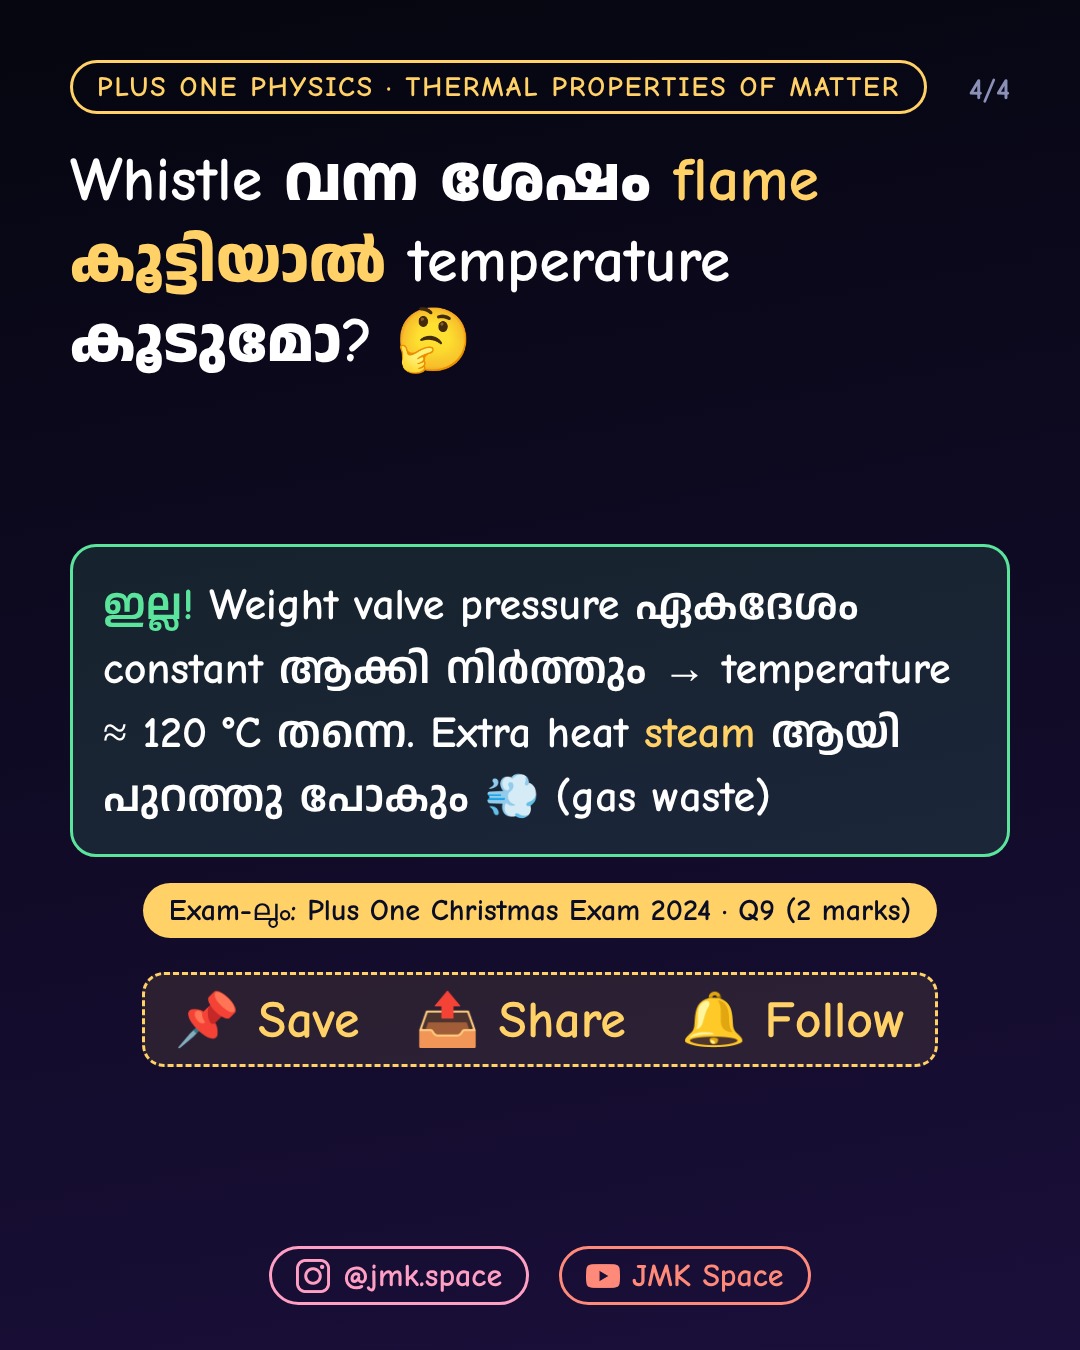 PLUS ONE PHYSICS · THERMAL PROPERTIES OF MATTER
4/4
Whistle വന്ന ശേഷം flame
കൂട്ടിയാൽ temperature
കൂടുമോ? 🤔
ഇല്ല! Weight valve pressure ഏകദേശം
constant ആക്കി നിർത്തും → temperature
≈ 120 °C തന്നെ. Extra heat steam ആയി
പുറത്തു പോകും 💨 (gas waste)
Exam-ലും: Plus One Christmas Exam 2024 · Q9 (2 marks)
📌 Save 📤 Share 🔔 Follow
@jmk.space
JMK Space